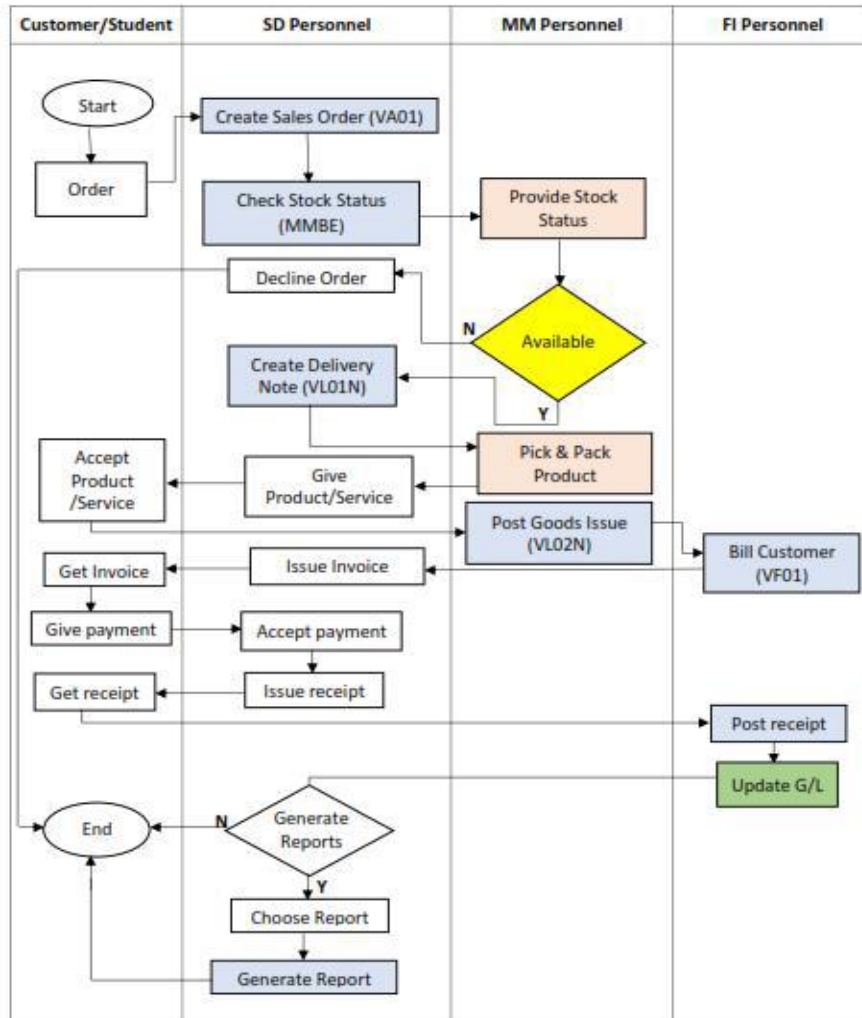 Customer/Student
SD Personnel
MM Personnel
FI Personnel
Start
Create Sales Order (VA01)
Order
Check Stock Status
(MMBE)
Provide Stock
Status
Decline Order
N
Available
Create Delivery
Note (VL01N)
Y
Accept
Product
/Service
Give
Product/Service
Pick & Pack
Product
Post Goods Issue
(VL02N)
Bill Customer
(VF01)
Get Invoice
Issue Invoice
Give payment
Accept payment
Get receipt
Issue receipt
Post receipt
Update G/L
End
N
Generate
Reports
Y
Choose Report
Generate Report